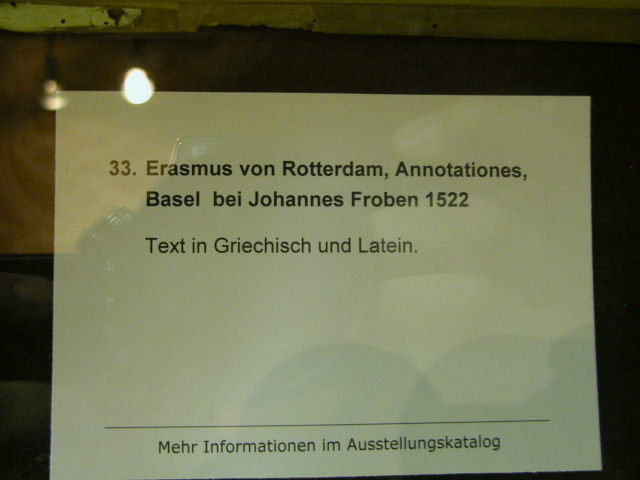 33. Erasmus von Rotterdam, Annotationes,
Basel bei Johannes Froben 1522
Text in Griechisch und Latein.
Mehr Informationen im Ausstellungskatalog